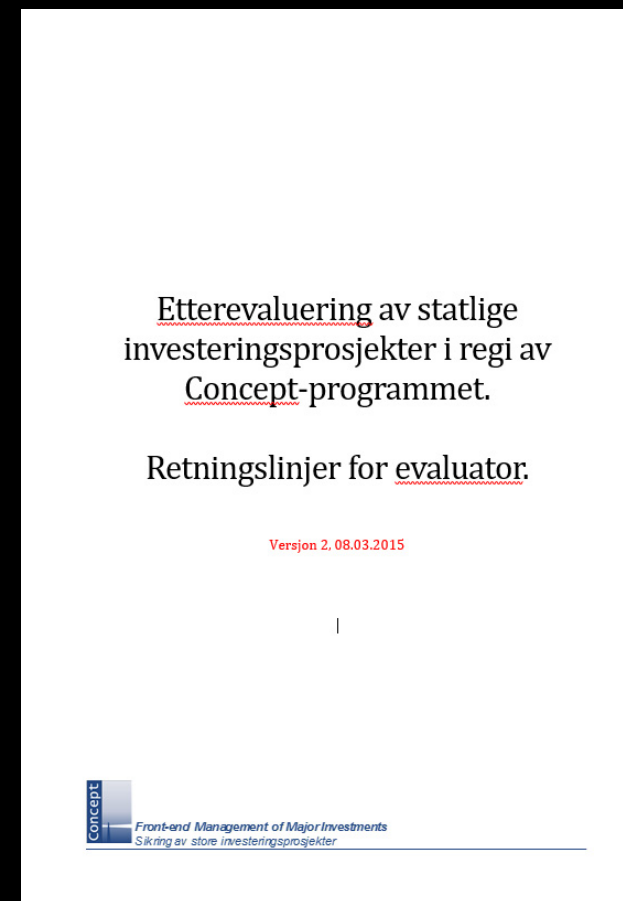 Etterevaluering av statlige
investeringsprosjekter i regi av
Concept-programmet.
Retningslinjer for evaluator.
Versjon 2, 08.03.2015
Concept
Front-end Management of Major Investments
Sikring av store investeringsprosjekter